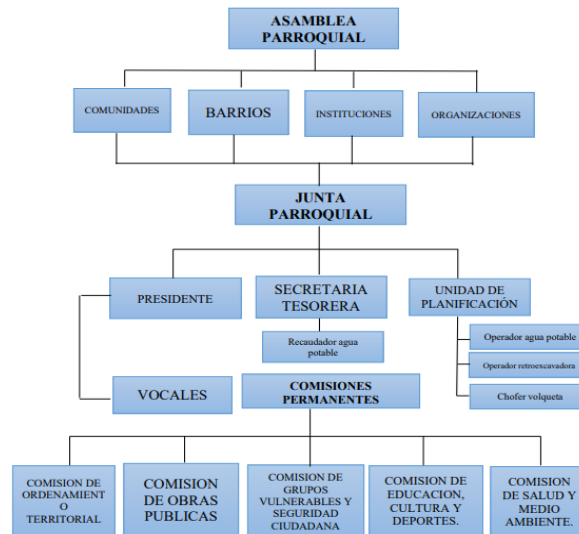 ASAMBLEA
PARROQUIAL
COMUNIDADES
BARRIOS
INSTITUCIONES
ORGANIZACIONES
JUNTA
PARROQUIAL
PRESIDENTE
SECRETARIA
TESORERA
UNIDAD DE
PLANIFICACIÓN
Recaudador agua
potable
Operador agua potable
Operador retroexcavadora
Chofer volqueta
VOCALES
COMISIONES
PERMANENTES
COMISION DE
ORDENAMIENT
O
TERRITORIAL
COMISION
DE OBRAS
PUBLICAS
COMISION DE
GRUPOS
VULNERABLES Y
SEGURIDAD
CIUDADANA
COMISION DE
EDUCACION,
CULTURA Y
DEPORTES.
COMISION
DE SALUD Y
MEDIO
AMBIENTE.